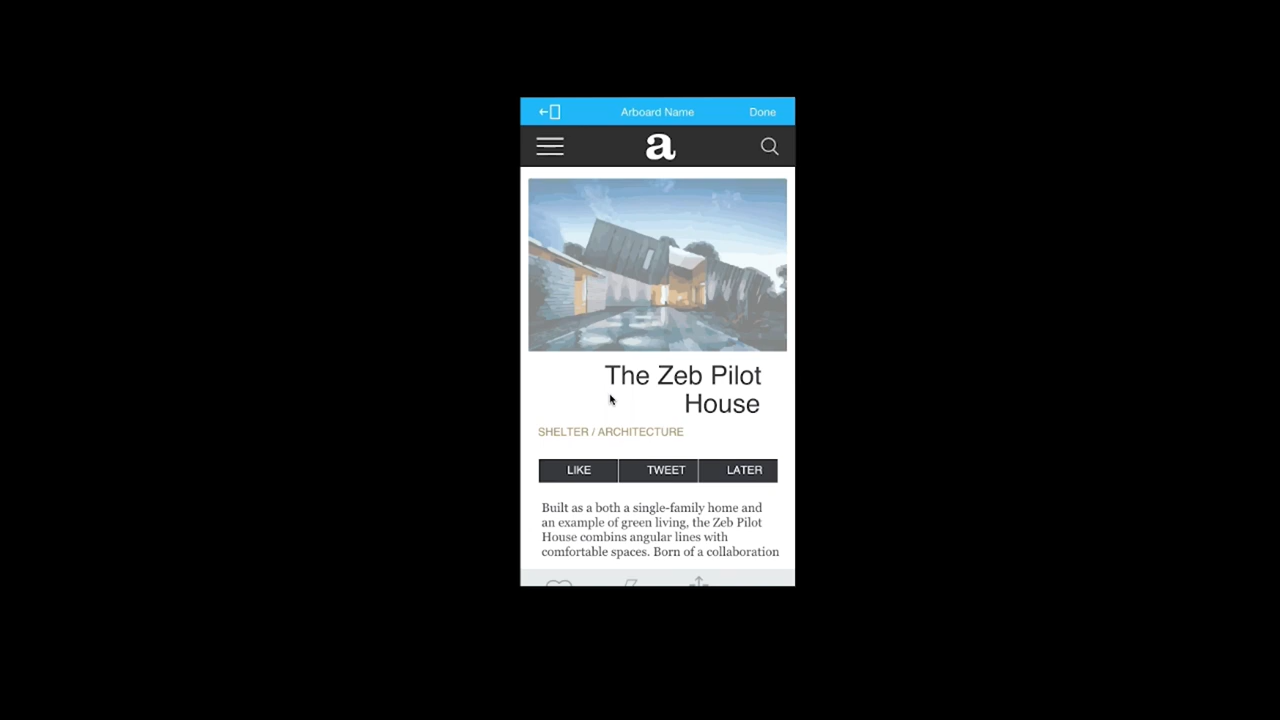 Arboard Name
Done
a
The Zeb Pilot
House
SHELTER / ARCHITECTURE
LIKE
TWEET
LATER
Built as a both a single-family home and
an example of green living, the Zeb Pilot
House combins angular lines with
comfortable spaces. Born of a collaboration